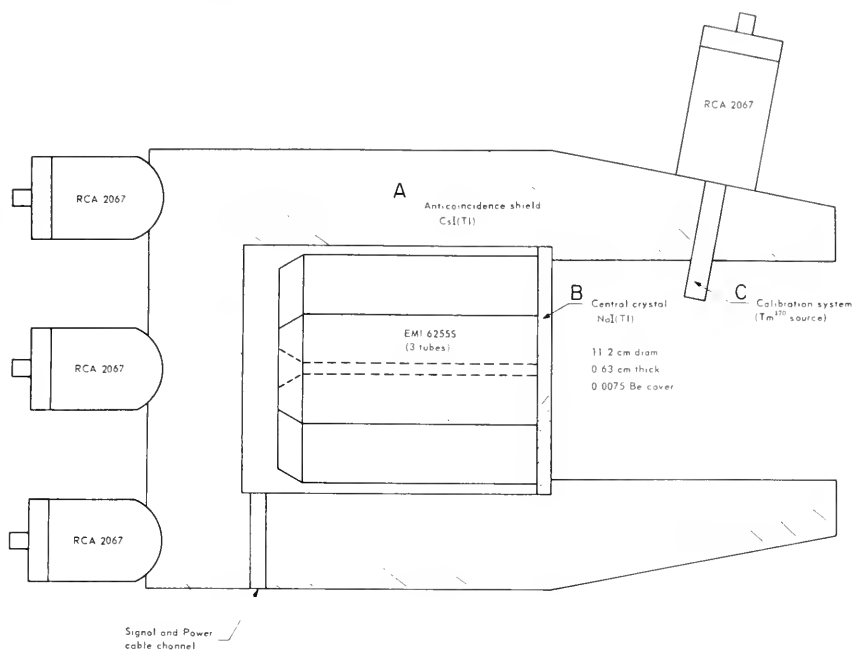 RCA 2067
RCA 2067
A
Anticoincidence shield
CsI(Tl)
B
Central crystal
NaI(Tl)
C
Calibration system
(Tm170 source)
EMI 6255S
(3 tubes)
11 2 cm diam
0 63 cm thick
0 0075 Be cover
RCA 2067
RCA 2067
Signal and Power
cable channel